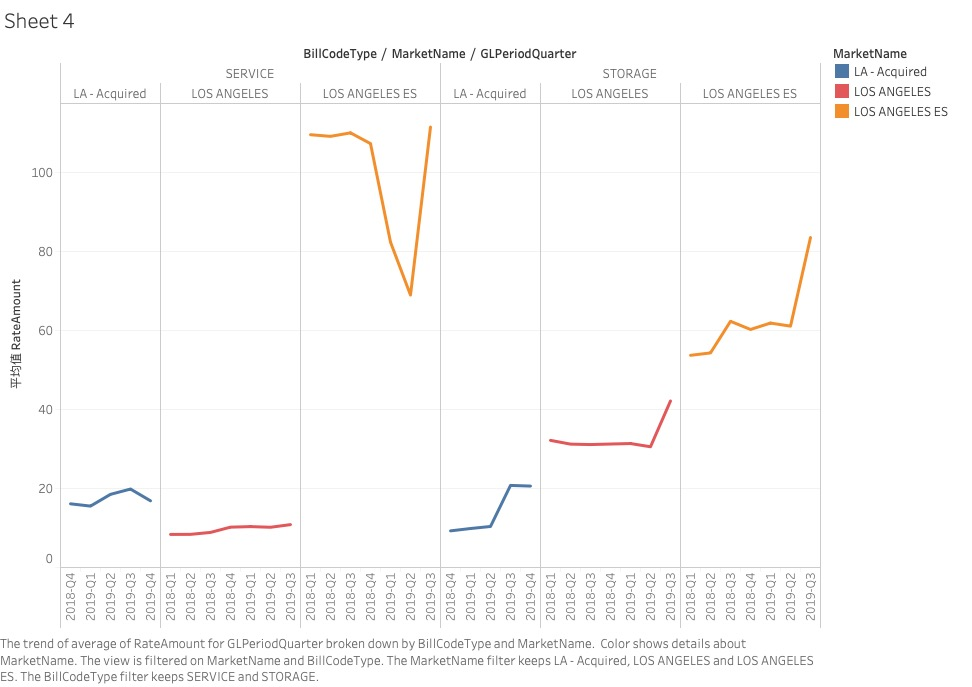 Sheet 4
BillCodeType / MarketName / GLPeriodQuarter
SERVICE
STORAGE
LA - Acquired
LOS ANGELES
LOS ANGELES ES
LA - Acquired
LOS ANGELES
LOS ANGELES ES
MarketName
LA - Acquired
LOS ANGELES
LOS ANGELES ES
平均值 RateAmount
100
80
60
40
20
0
2018-Q4
2019-Q1
2019-Q2
2019-Q3
2019-Q4
2018-Q1
2018-Q2
2018-Q3
2018-Q4
2019-Q1
2019-Q2
2019-Q3
2018-Q1
2018-Q2
2018-Q3
2018-Q4
2019-Q1
2019-Q2
2019-Q3
2018-Q4
2019-Q1
2019-Q2
2019-Q3
2019-Q4
2018-Q1
2018-Q2
2018-Q3
2018-Q4
2019-Q1
2019-Q2
2019-Q3
2018-Q1
2018-Q2
2018-Q3
2018-Q4
2019-Q1
2019-Q2
2019-Q3
The trend of average of RateAmount for GLPeriodQuarter broken down by BillCodeType and MarketName.  Color shows details about
MarketName. The view is filtered on MarketName and BillCodeType. The MarketName filter keeps LA - Acquired, LOS ANGELES and LOS ANGELES
ES. The BillCodeType filter keeps SERVICE and STORAGE.